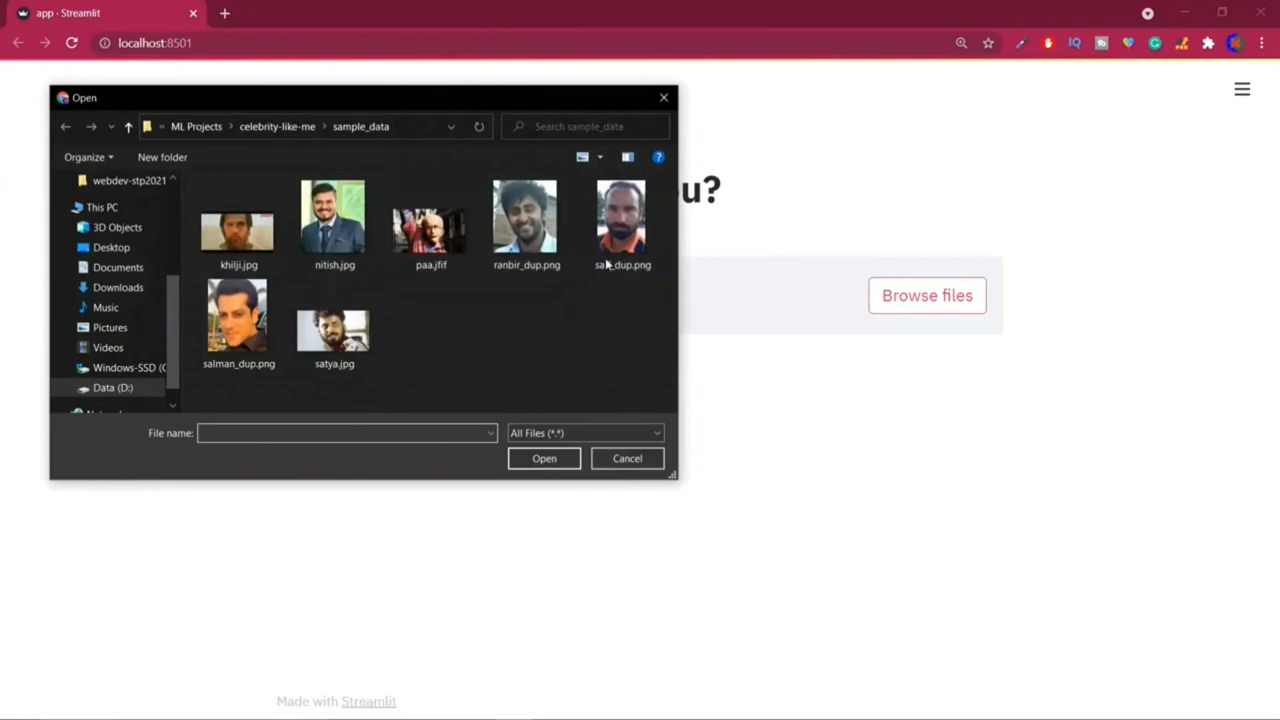 app - Streamlit
localhost:8501
Open
« ML Projects > celebrity-like-me > sample_data
Search sample_data
Organize
New folder
webdev-stp2021
This PC
3D Objects
Desktop
Documents
Downloads
Music
Pictures
Videos
Windows-SSD (C
Data (D:)
khilji.jpg
nitish.jpg
paa.jfif
ranbir_dup.png
salman_dup.png
satya.jpg
File name:
All Files (*.*)
Open
Cancel
u?
Browse files
Made with Streamlit